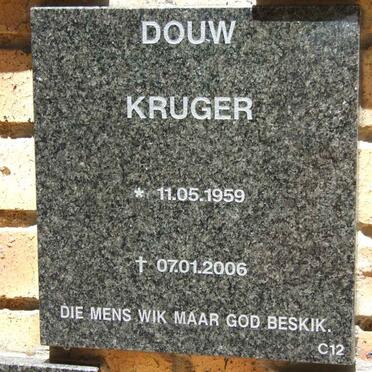 DOUW
KRUGER
* 11.05.1959
† 07.01.2006
DIE MENS WIK MAAR GOD BESKIK.
C12